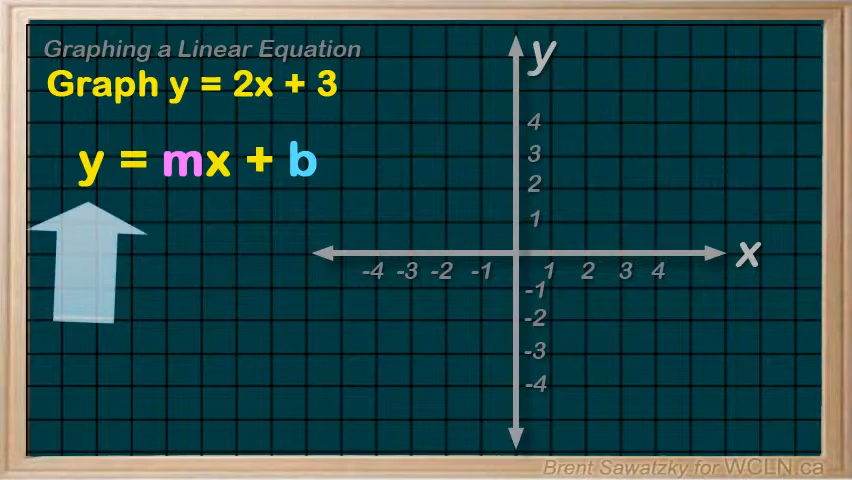 Graphing a Linear Equation
Graph y = 2x + 3
y = mx + b
y
4
3
2
1
-4 -3 -2 -1 1 2 3 4
x
-1
-2
-3
-4
Brent Sawatzky for WCLN.ca